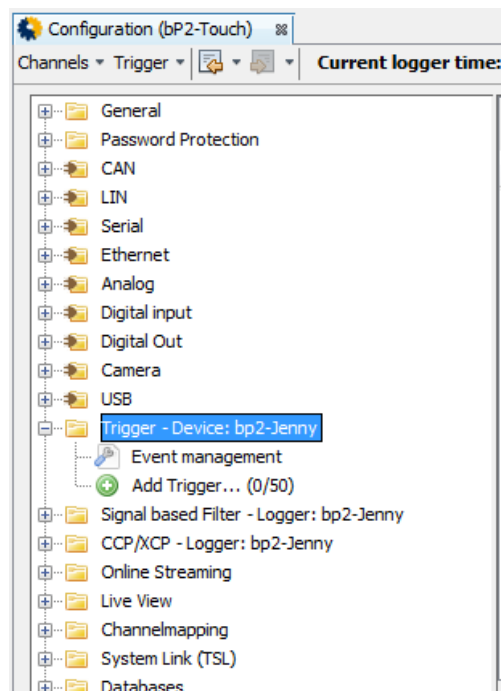 Configuration (bP2-Touch)
Channels Trigger Current logger time:
General
Password Protection
CAN
LIN
Serial
Ethernet
Analog
Digital input
Digital Out
Camera
USB
Trigger - Device: bp2-Jenny
Event management
Add Trigger... (0/50)
Signal based Filter - Logger: bp2-Jenny
CCP/XCP - Logger: bp2-Jenny
Online Streaming
Live View
Channelmapping
System Link (TSL)
Databases